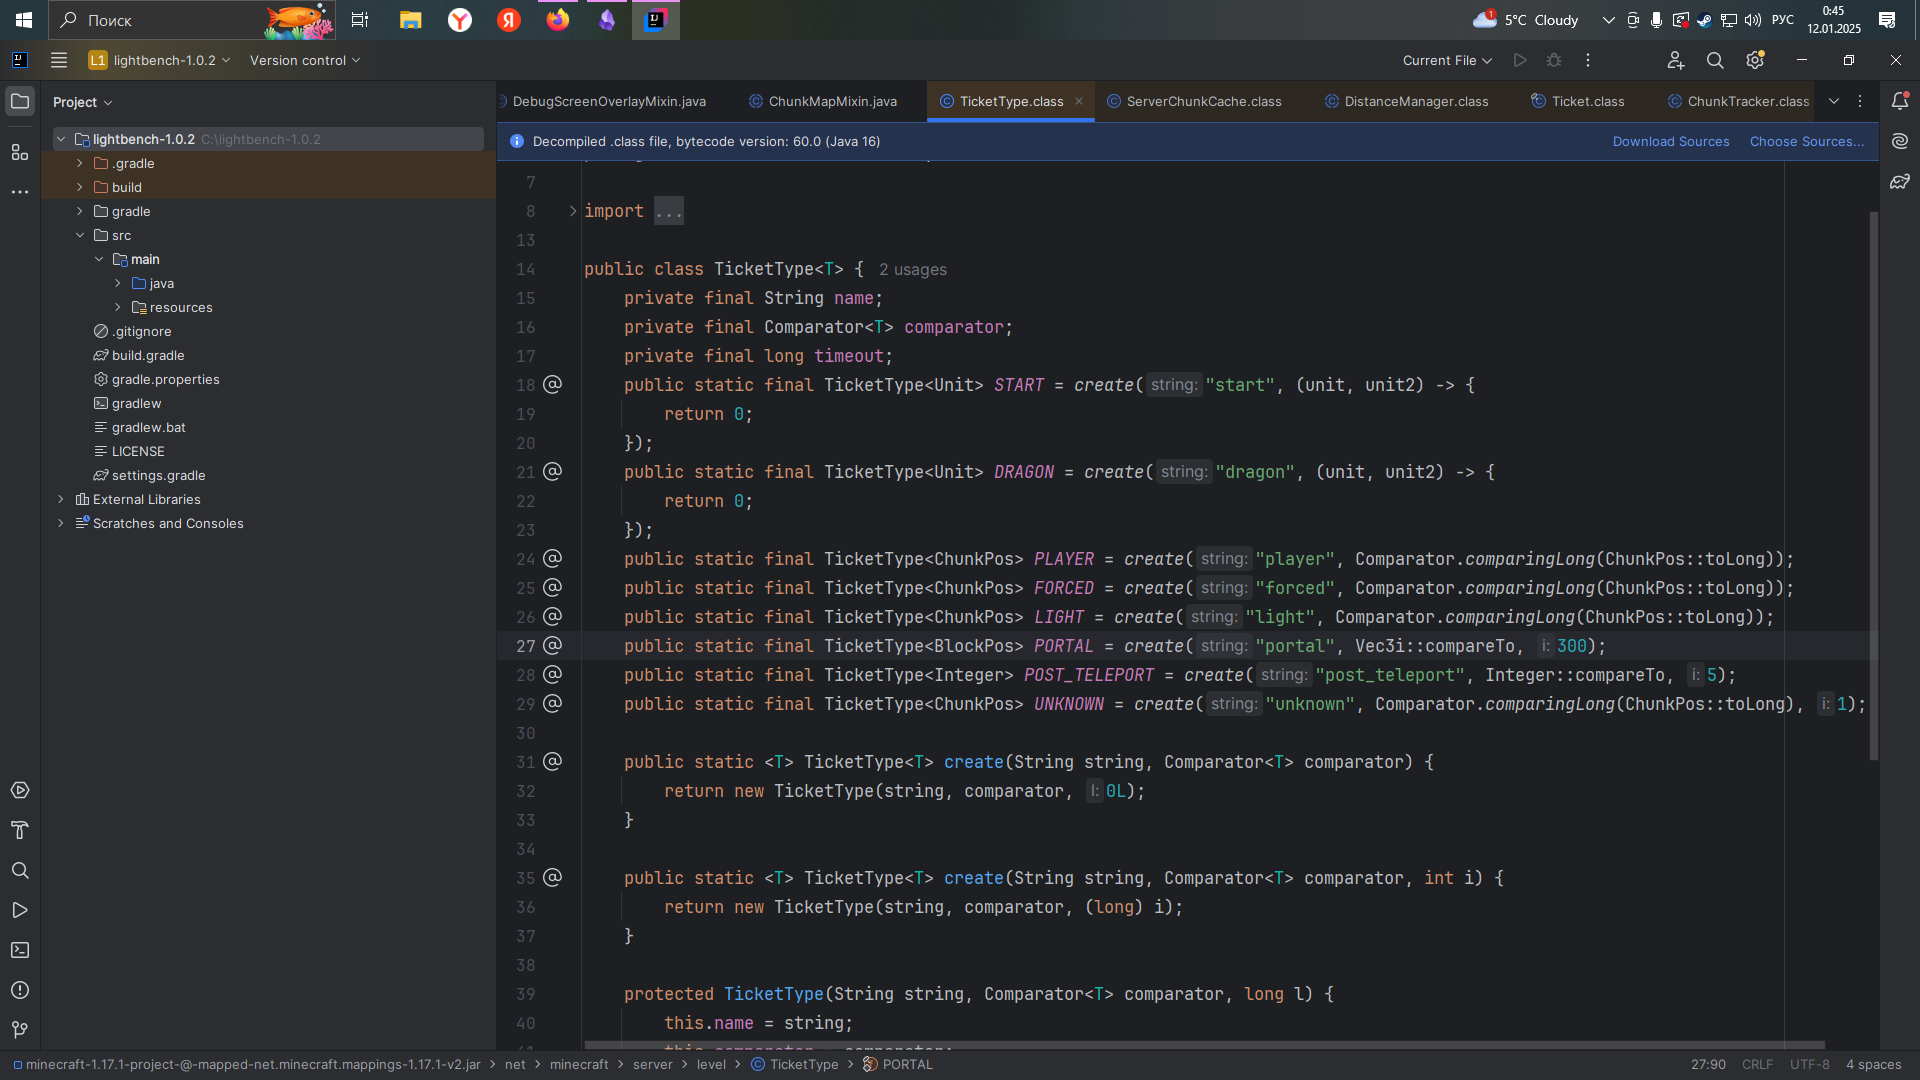 Поиск
1
5°C Cloudy
РУС
0:45
12.01.2025
L1
lightbench-1.0.2
Version control
Current File
Project
DebugScreenOverlayMixin.java
ChunkMapMixin.java
TicketType.class
ServerChunkCache.class
DistanceManager.class
Ticket.class
ChunkTracker.class
Decompiled .class file, bytecode version: 60.0 (Java 16)
Download Sources
Choose Sources...
lightbench-1.0.2 C:\lightbench-1.0.2
.gradle
build
gradle
src
main
java
resources
.gitignore
build.gradle
gradle.properties
gradlew
gradlew.bat
LICENSE
settings.gradle
External Libraries
Scratches and Consoles
7
8 import ...
13
14 public class TicketType<T> { 2 usages
15 private final String name;
16 private final Comparator<T> comparator;
17 private final long timeout;
18 @ public static final TicketType<Unit> START = create( string: "start", (unit, unit2) -> {
19 return 0;
20 });
21 @ public static final TicketType<Unit> DRAGON = create( string: "dragon", (unit, unit2) -> {
22 return 0;
23 });
24 @ public static final TicketType<ChunkPos> PLAYER = create( string: "player", Comparator.comparingLong(ChunkPos::toLong));
25 @ public static final TicketType<ChunkPos> FORCED = create( string: "forced", Comparator.comparingLong(ChunkPos::toLong));
26 @ public static final TicketType<ChunkPos> LIGHT = create( string: "light", Comparator.comparingLong(ChunkPos::toLong));
27 @ public static final TicketType<BlockPos> PORTAL = create( string: "portal", Vec3i::compareTo, i: 300);
28 @ public static final TicketType<Integer> POST_TELEPORT = create( string: "post_teleport", Integer::compareTo, i: 5);
29 @ public static final TicketType<ChunkPos> UNKNOWN = create( string: "unknown", Comparator.comparingLong(ChunkPos::toLong), i: 1);
30
31 @ public static <T> TicketType<T> create(String string, Comparator<T> comparator) {
32 return new TicketType(string, comparator, l: 0L);
33 }
34
35 @ public static <T> TicketType<T> create(String string, Comparator<T> comparator, int i) {
36 return new TicketType(string, comparator, (long) i);
37 }
38
39 protected TicketType(String string, Comparator<T> comparator, long l) {
40 this.name = string;
minecraft-1.17.1-project-@-mapped-net.minecraft.mappings-1.17.1-v2.jar > net > minecraft > server > level > TicketType > PORTAL
27:90 CRLF UTF-8 4 spaces